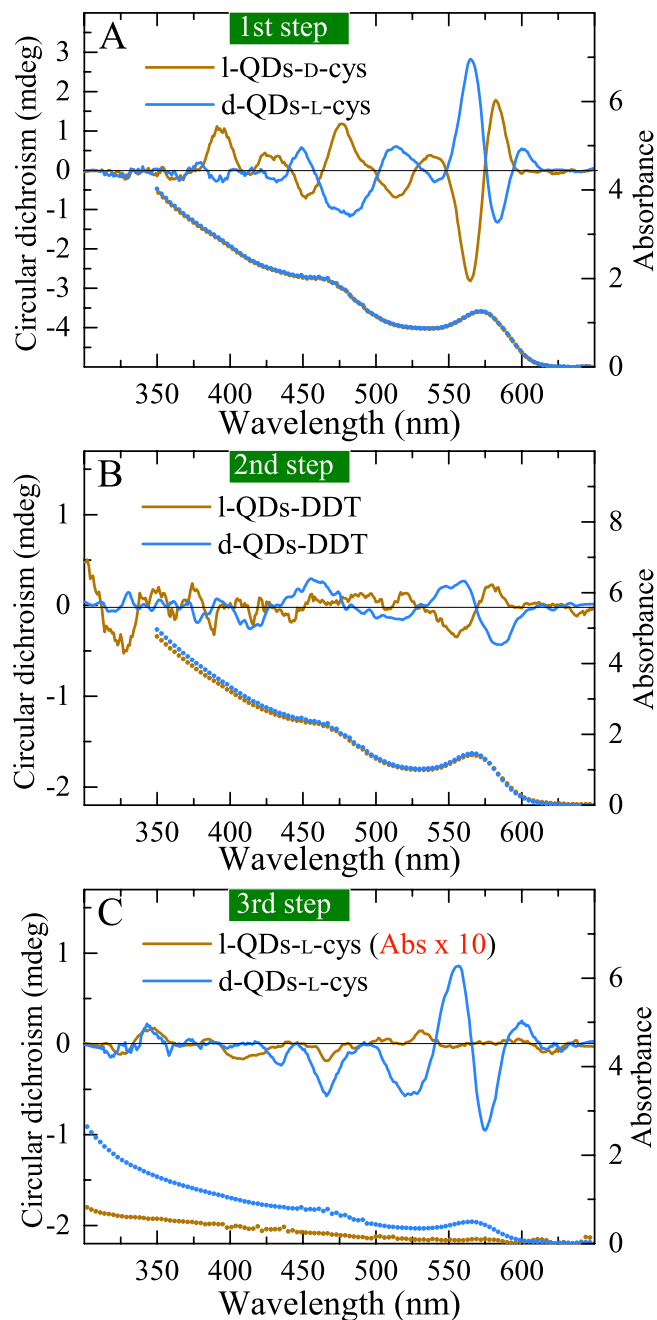 A
1st step
l-QDs-D-cys
d-QDs-L-cys
Circular dichroism (mdeg)
3
2
1
0
-1
-2
-3
-4
6
4
2
0
Absorbance
350 400 450 500 550 600
Wavelength (nm)
B
2nd step
l-QDs-DDT
d-QDs-DDT
Circular dichroism (mdeg)
1
0
-1
-2
8
6
4
2
0
Absorbance
350 400 450 500 550 600
Wavelength (nm)
C
3rd step
l-QDs-L-cys (Abs x 10)
d-QDs-L-cys
Circular dichroism (mdeg)
1
0
-1
-2
6
4
2
0
Absorbance
350 400 450 500 550 600
Wavelength (nm)